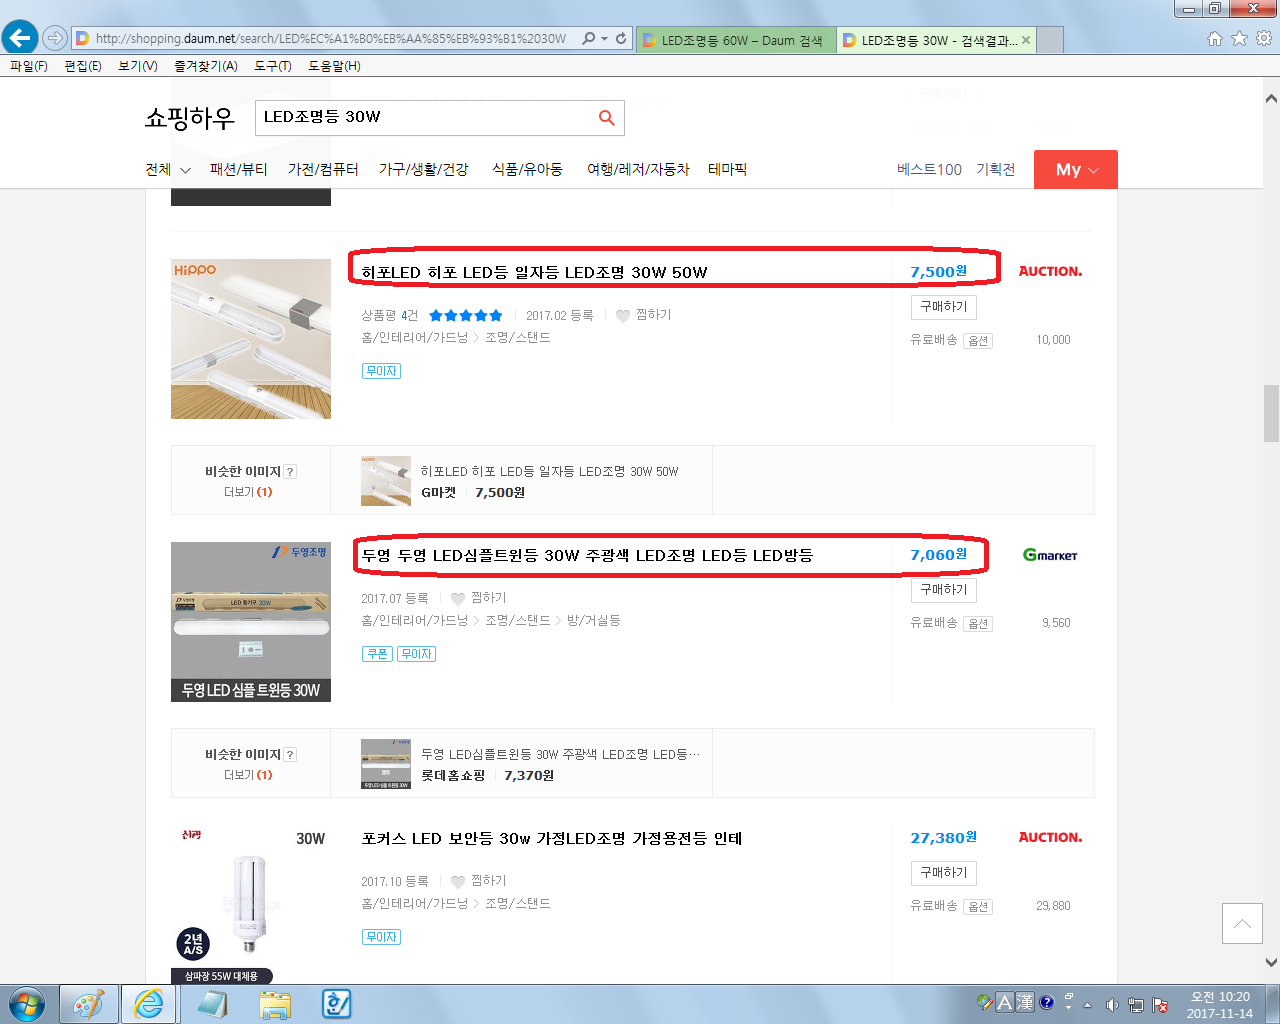 http://shopping.daum.net/search/LED%EC%A1%B0%EB%AA%85%EB%93%B1%2030W
LED조명등 60W – Daum 검색
LED조명등 30W - 검색결과...
파일(F) 편집(E) 보기(V) 즐겨찾기(A) 도구(T) 도움말(H)
쇼핑하우
LED조명등 30W
전체 패션/뷰티 가전/컴퓨터 가구/생활/건강 식품/유아동 여행/레저/자동차 테마픽 베스트100 기획전 My
Hippo
히포LED 히포 LED등 일자등 LED조명 30W 50W
7,500원
AUCTION.
구매하기
상품평 4건 2017.02 등록 찜하기
홈/인테리어/가드닝 > 조명/스탠드
유료배송 옵션 10,000
무이자
비슷한 이미지 ?
더보기 (1)
히포LED 히포 LED등 일자등 LED조명 30W 50W
G마켓 7,500원
두영조명
LED 등기구 30W
두영 LED 심플 트윈등 30W
두영 두영 LED심플트윈등 30W 주광색 LED조명 LED등 LED방등
7,060원
Gmarket
구매하기
2017.07 등록 찜하기
홈/인테리어/가드닝 > 조명/스탠드 > 방/거실등
유료배송 옵션 9,560
쿠폰 무이자
비슷한 이미지 ?
더보기 (1)
두영 LED 심플 트윈등 30W
두영 LED심플트윈등 30W 주광색 LED조명 LED등…
롯데홈쇼핑 7,370원
신광
30W
2년
A/S
삼파장 55W 대체용
포커스 LED 보안등 30w 가정LED조명 가정용전등 인테
27,380원
AUCTION.
구매하기
2017.10 등록 찜하기
홈/인테리어/가드닝 > 조명/스탠드
유료배송 옵션 29,880
무이자
A 漢 ?
오전 10:20
2017-11-14